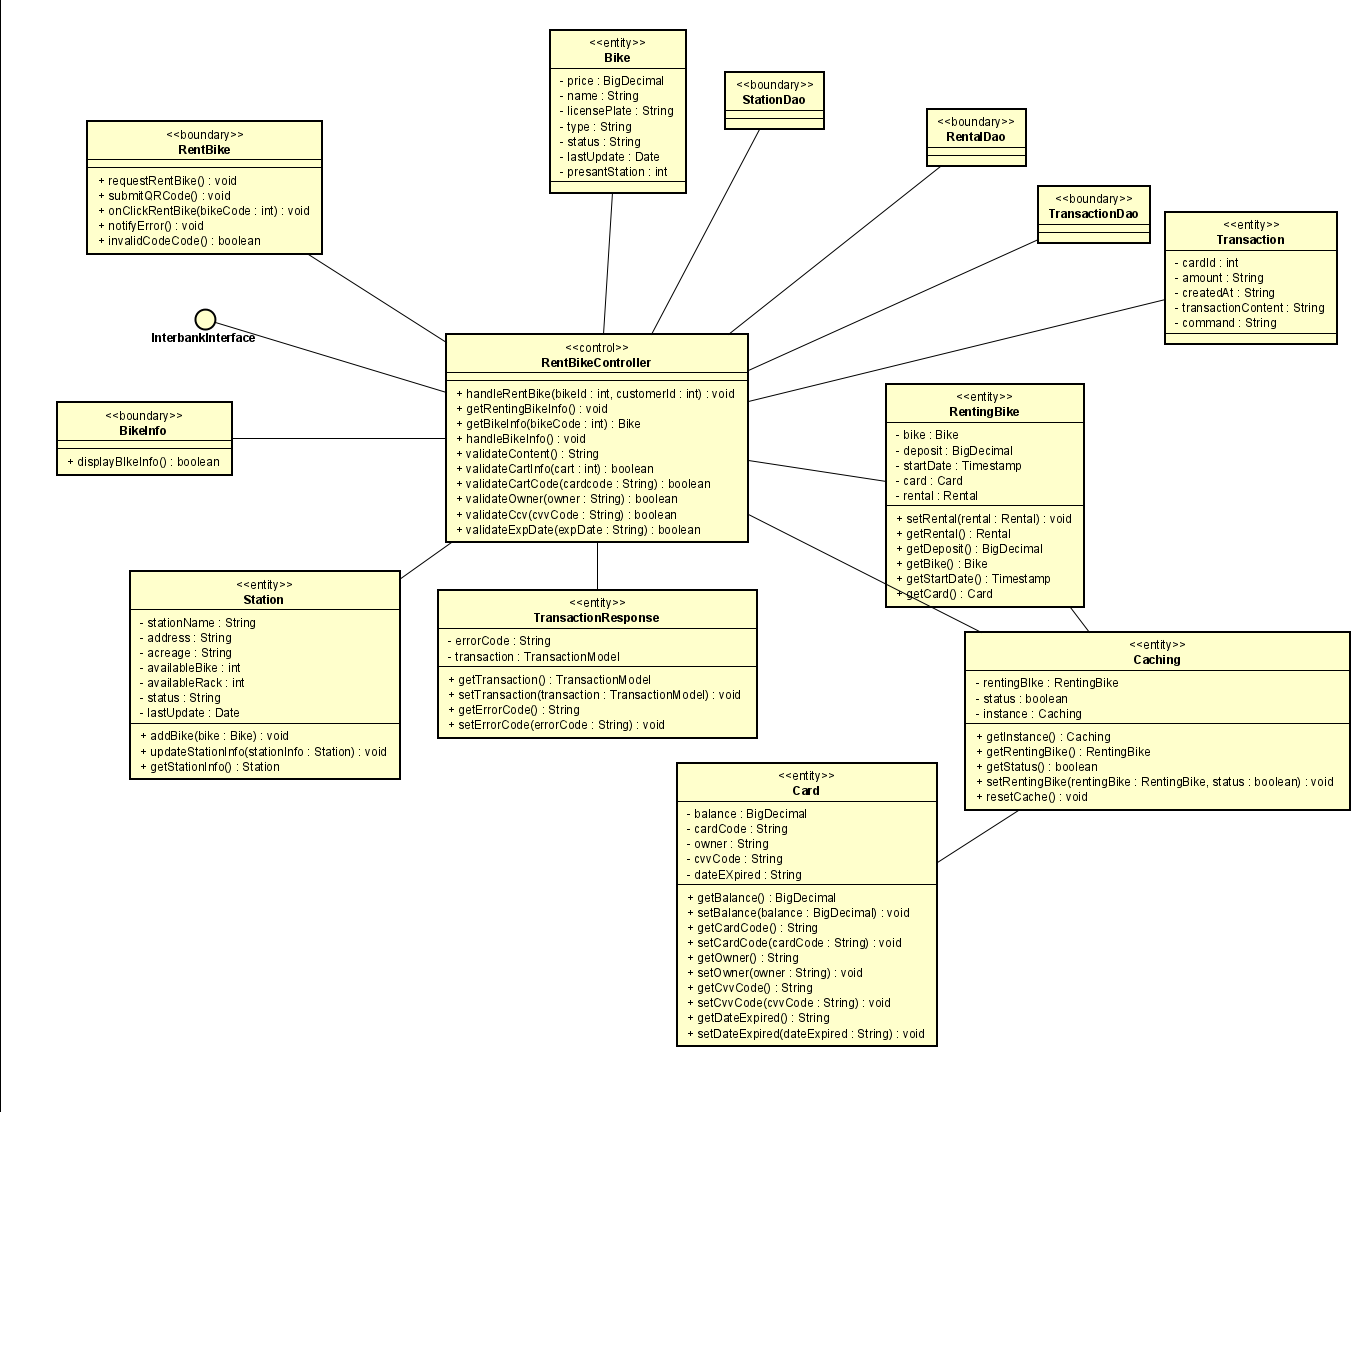 <<entity>>
Bike
- price : BigDecimal
- name : String
- licensePlate : String
- type : String
- status : String
- lastUpdate : Date
- presantStation : int
<<boundary>>
StationDao
<<boundary>>
RentalDao
<<boundary>>
RentBike
+ requestRentBike() : void
+ submitQRCode() : void
+ onClickRentBike(bikeCode : int) : void
+ notifyError() : void
+ invalidCodeCode() : boolean
<<boundary>>
TransactionDao
<<entity>>
Transaction
- cardId : int
- amount : String
- createdAt : String
- transactionContent : String
- command : String
InterbankInterface
<<control>>
RentBikeController
+ handleRentBike(bikeId : int, customerId : int) : void
+ getRentingBikeInfo() : void
+ getBikeInfo(bikeCode : int) : Bike
+ handleBikeInfo() : void
+ validateContent() : String
+ validateCartInfo(cart : int) : boolean
+ validateCartCode(cardcode : String) : boolean
+ validateOwner(owner : String) : boolean
+ validateCcv(cvvCode : String) : boolean
+ validateExpDate(expDate : String) : boolean
<<boundary>>
BikeInfo
+ displayBIkeInfo() : boolean
<<entity>>
RentingBike
- bike : Bike
- deposit : BigDecimal
- startDate : Timestamp
- card : Card
- rental : Rental
+ setRental(rental : Rental) : void
+ getRental() : Rental
+ getDeposit() : BigDecimal
+ getBike() : Bike
+ getStartDate() : Timestamp
+ getCard() : Card
<<entity>>
Station
- stationName : String
- address : String
- acreage : String
- availableBike : int
- availableRack : int
- status : String
- lastUpdate : Date
+ addBike(bike : Bike) : void
+ updateStationInfo(stationInfo : Station) : void
+ getStationInfo() : Station
<<entity>>
TransactionResponse
- errorCode : String
- transaction : TransactionModel
+ getTransaction() : TransactionModel
+ setTransaction(transaction : TransactionModel) : void
+ getErrorCode() : String
+ setErrorCode(errorCode : String) : void
<<entity>>
Caching
- rentingBIke : RentingBike
- status : boolean
- instance : Caching
+ getInstance() : Caching
+ getRentingBike() : RentingBike
+ getStatus() : boolean
+ setRentingBike(rentingBike : RentingBike, status : boolean) : void
+ resetCache() : void
<<entity>>
Card
- balance : BigDecimal
- cardCode : String
- owner : String
- cvvCode : String
- dateEXpired : String
+ getBalance() : BigDecimal
+ setBalance(balance : BigDecimal) : void
+ getCardCode() : String
+ setCardCode(cardCode : String) : void
+ getOwner() : String
+ setOwner(owner : String) : void
+ getCvvCode() : String
+ setCvvCode(cvvCode : String) : void
+ getDateExpired() : String
+ setDateExpired(dateExpired : String) : void